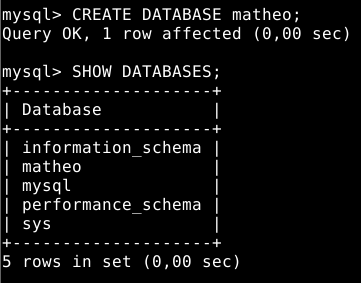 mysql> CREATE DATABASE matheo;
Query OK, 1 row affected (0,00 sec)

mysql> SHOW DATABASES;
+--------------------+
| Database           |
+--------------------+
| information_schema |
| matheo             |
| mysql              |
| performance_schema |
| sys                |
+--------------------+
5 rows in set (0,00 sec)